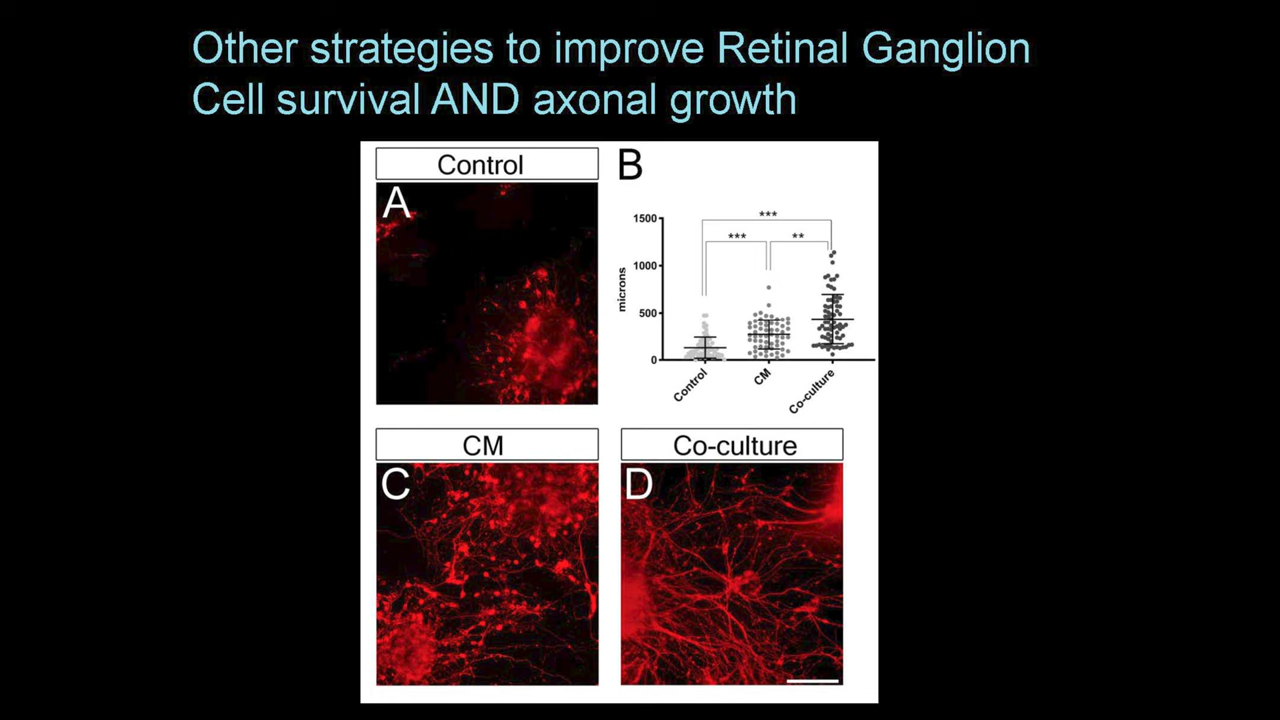 Other strategies to improve Retinal Ganglion
Cell survival AND axonal growth
Control
A
B
microns
1500
1000
500
0
***
***
**
Control
CM
Co-culture
CM
C
Co-culture
D